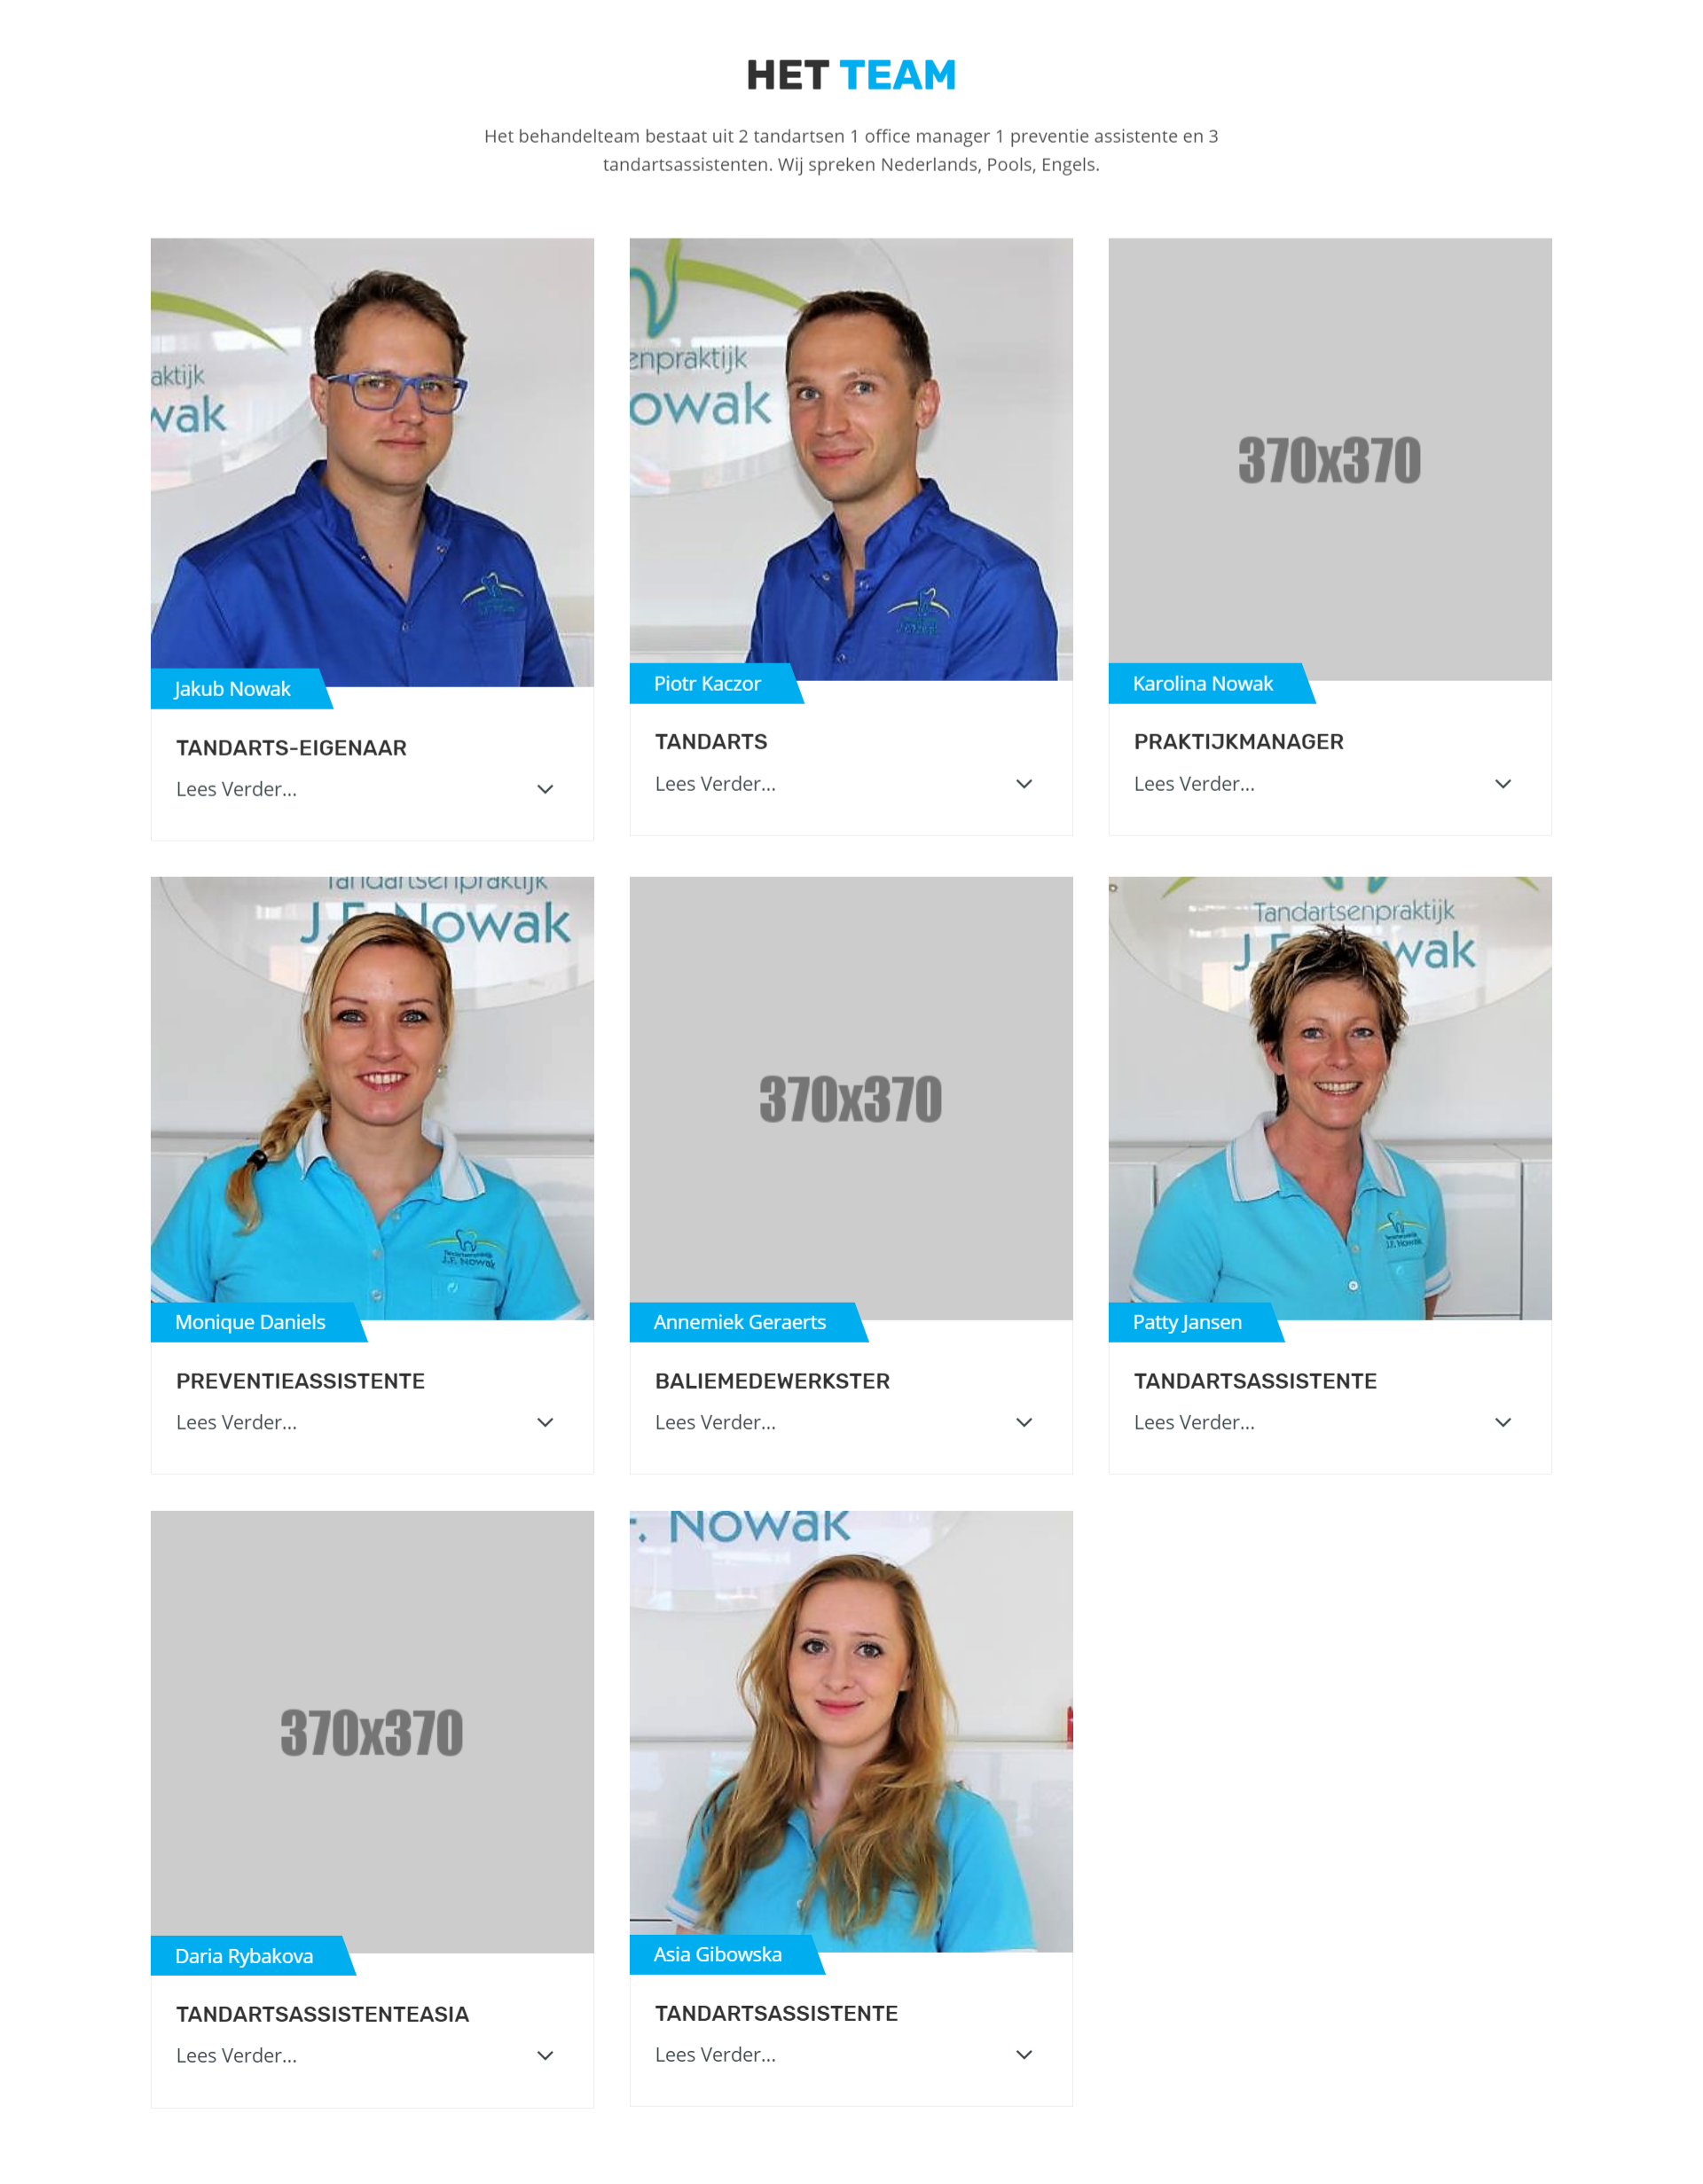 HET TEAM
Het behandelteam bestaat uit 2 tandartsen 1 office manager 1 preventie assistente en 3
tandartsassistenten. Wij spreken Nederlands, Pools, Engels.
aktijk
wak
enpraktijk
owak
370x370
Jakub Nowak
Piotr Kaczor
Karolina Nowak
TANDARTS-EIGENAAR
TANDARTS
PRAKTIJKMANAGER
Lees Verder...
Lees Verder...
Lees Verder...
Tandartsenpraktijk
J.F. Nowak
370x370
Tandartsenpraktijk
J.F. Nowak
Tandartsenpraktijk
J.F. Nowak
J.F. Nowak
Monique Daniels
Annemiek Geraerts
Patty Jansen
PREVENTIEASSISTENTE
BALIEMEDEWERKSTER
TANDARTSASSISTENTE
Lees Verder...
Lees Verder...
Lees Verder...
370x370
F. Nowak
Daria Rybakova
Asia Gibowska
TANDARTSASSISTENTEASIA
TANDARTSASSISTENTE
Lees Verder...
Lees Verder...